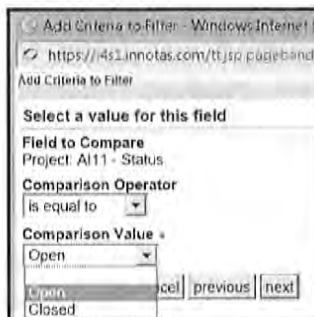 Add Criteria to Filter - Windows Internet
https://4s1.innotas.com/tt.jsp
Add Criteria to Filter
Select a value for this field
Field to Compare
Project: AI11 - Status
Comparison Operator
is equal to
Comparison Value
Open
Open
cel previous next
Closed